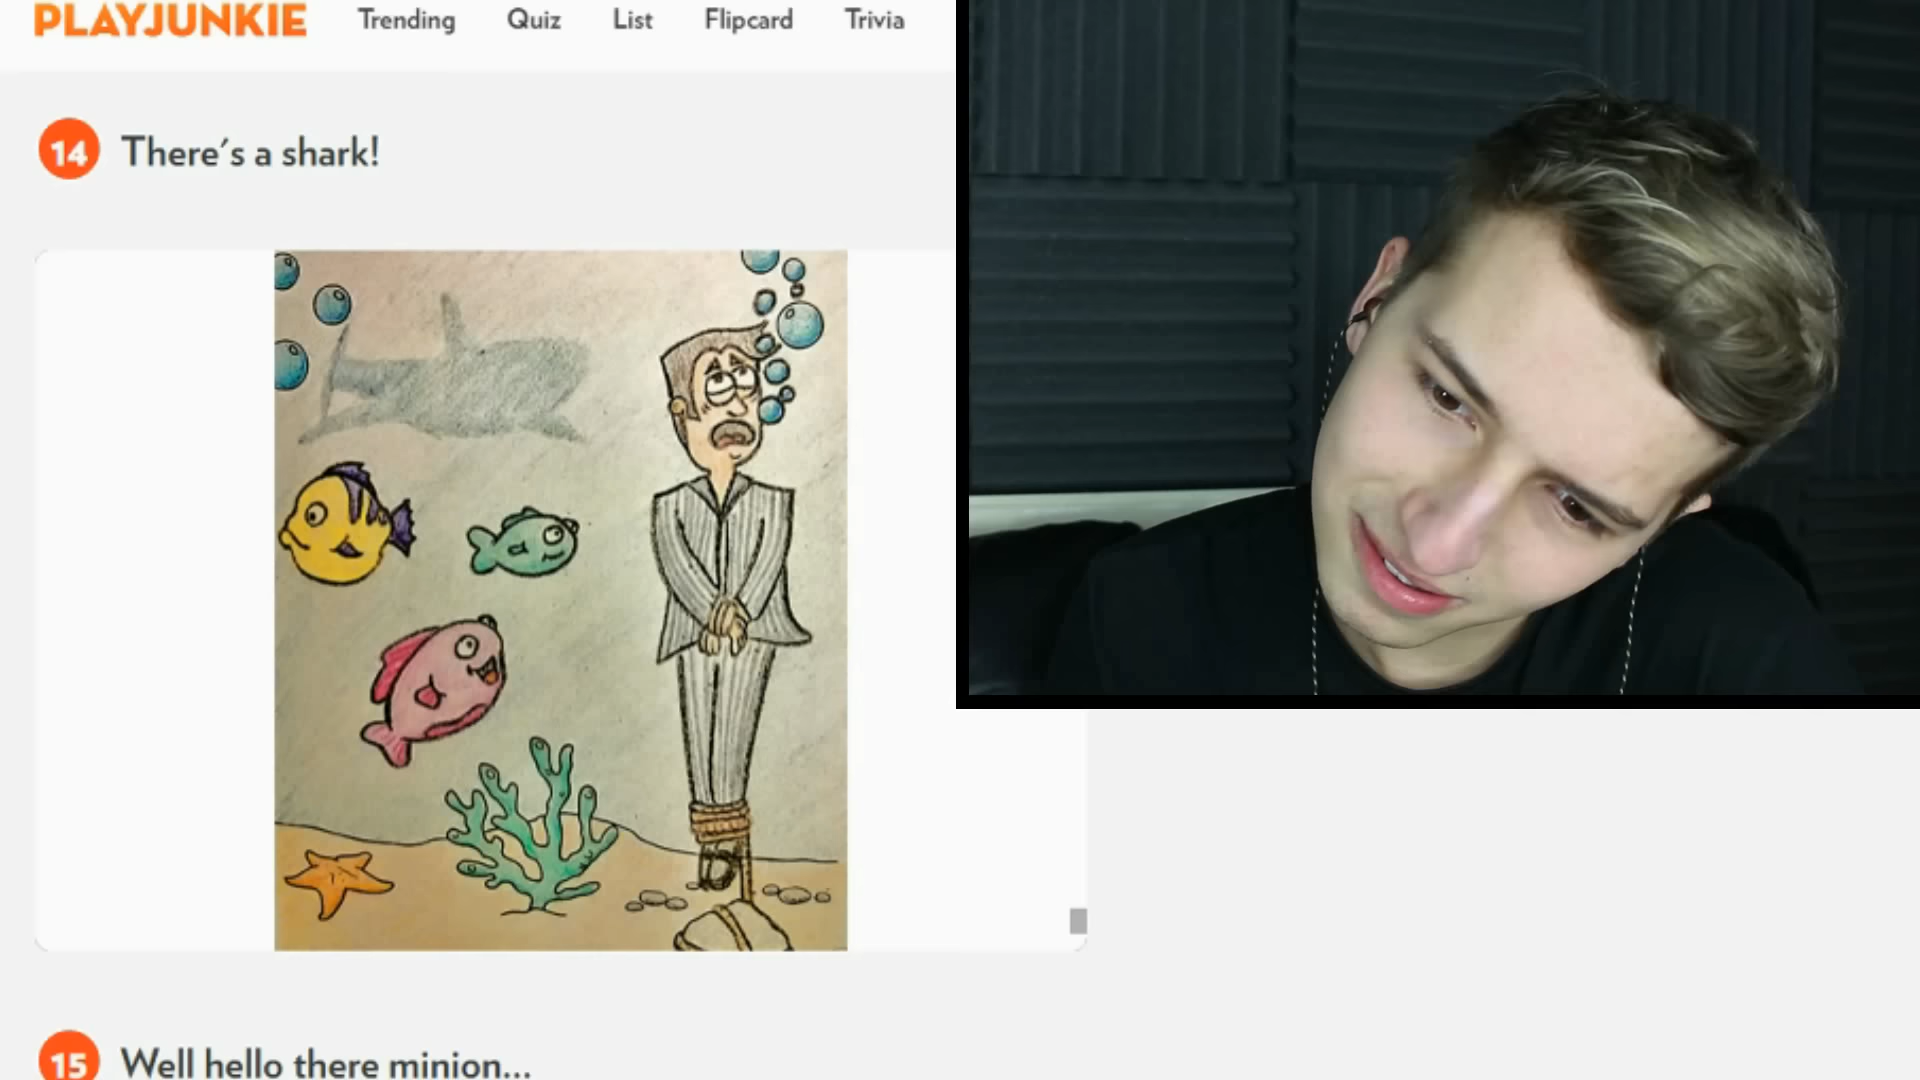 PLAYJUNKIE Trending Quiz List Flipcard Trivia
14 There's a shark!
15 Well hello there minion...